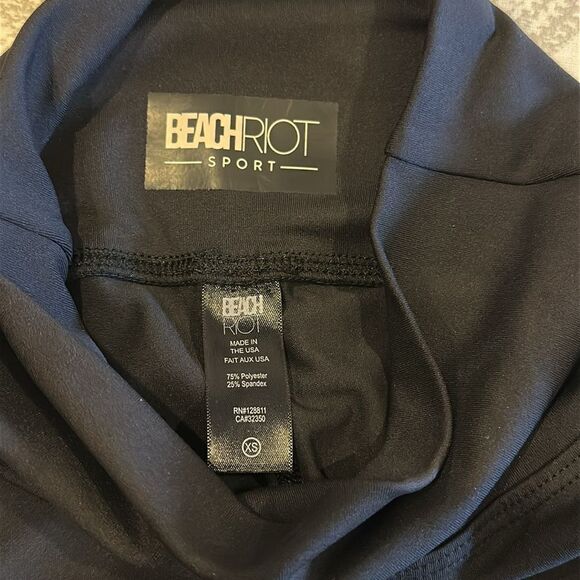 BEACHRIOT
SPORT
BEACH
RIOT
MADE IN
THE USA
FAIT AUX USA
75% Polyester
25% Spandex
RN#128811
CA#32350
XS